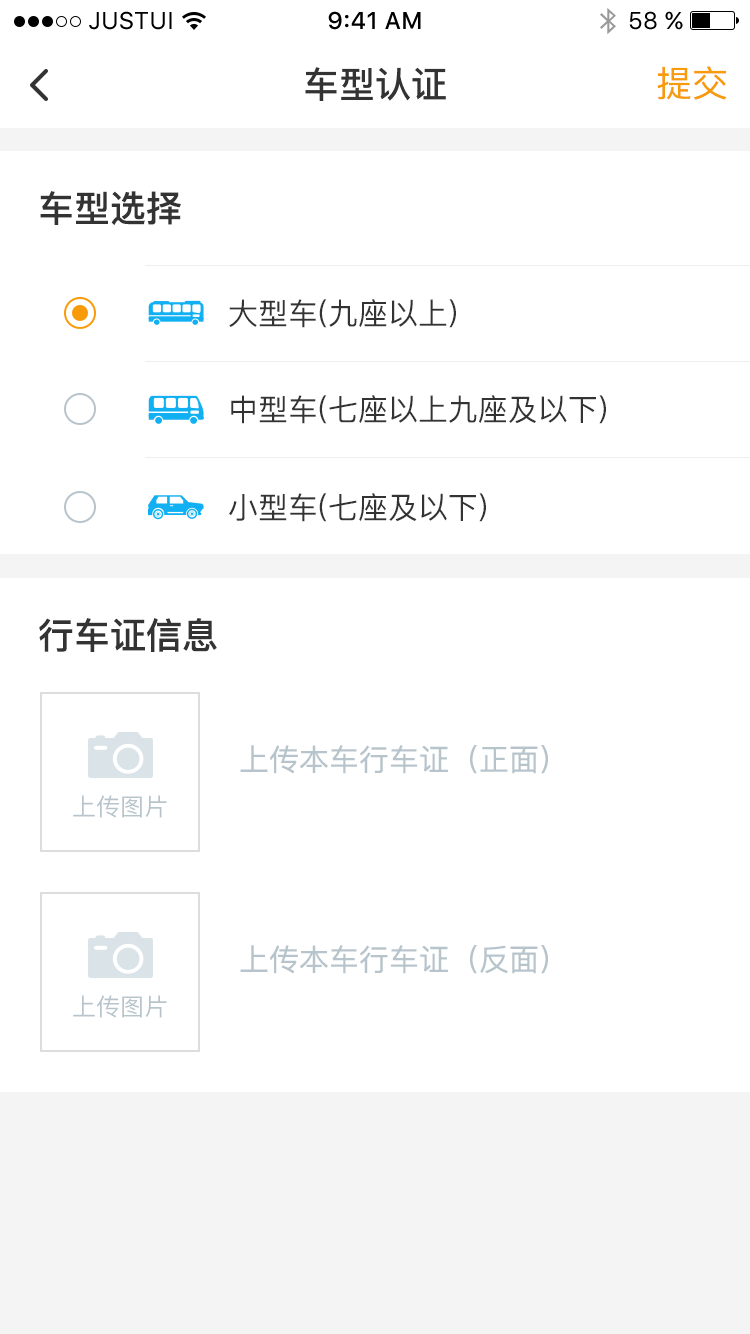 JUSTUI 9:41 AM 58 %
车型认证 提交
车型选择
大型车(九座以上)
中型车(七座以上九座及以下)
小型车(七座及以下)
行车证信息
上传本车行车证（正面）
上传图片
上传本车行车证（反面）
上传图片